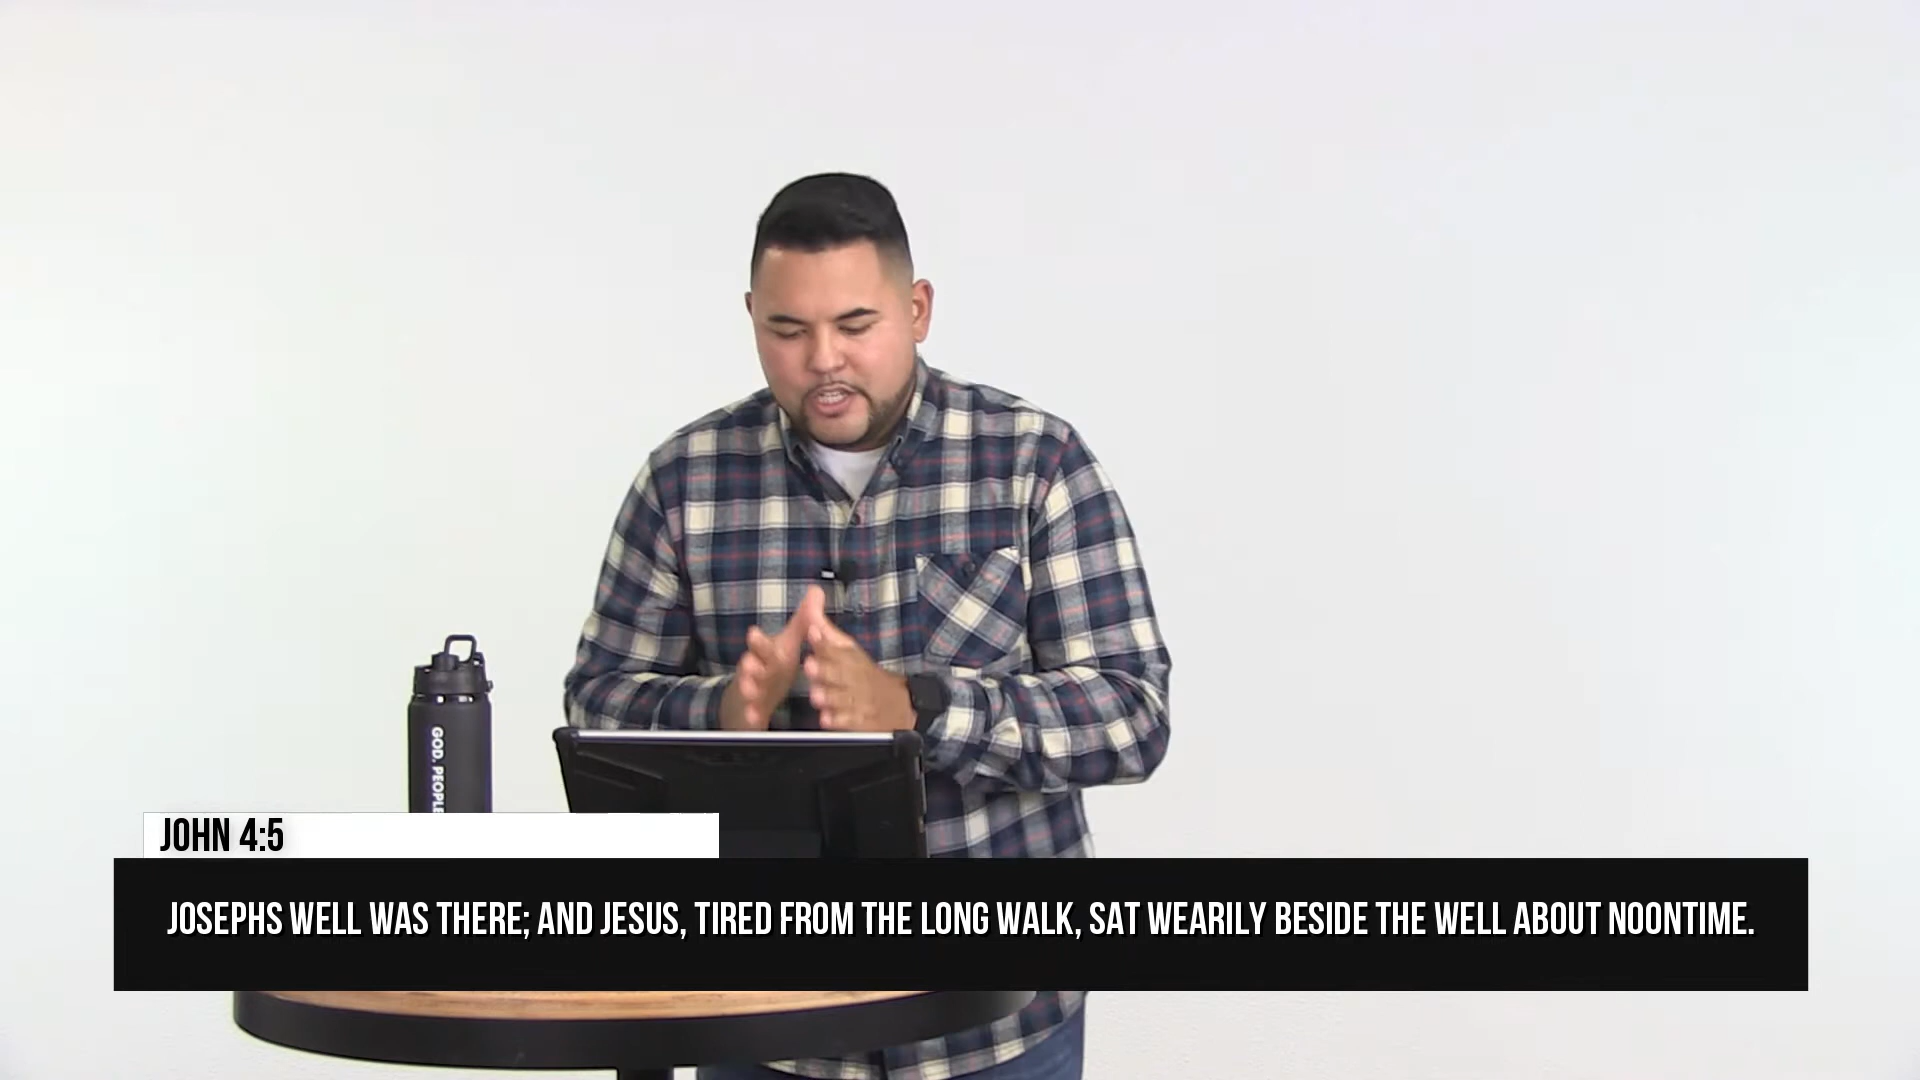 GOD. PEOPLE
JOHN 4:5
JOSEPHS WELL WAS THERE; AND JESUS, TIRED FROM THE LONG WALK, SAT WEARILY BESIDE THE WELL ABOUT NOONTIME.